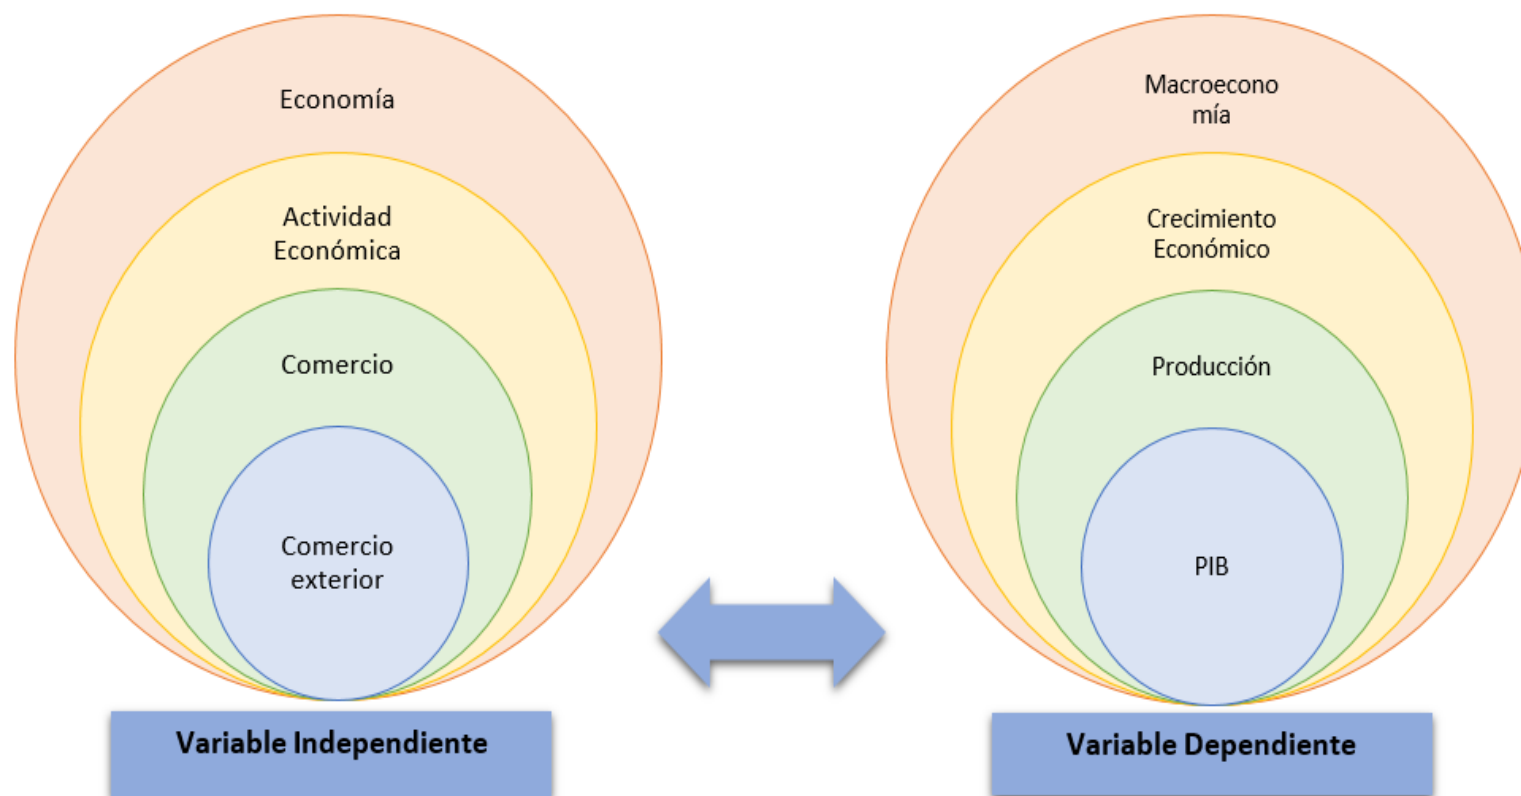 Economía
Actividad
Económica
Comercio
Comercio
exterior
Variable Independiente
Macroecono
mía
Crecimiento
Económico
Producción
PIB
Variable Dependiente